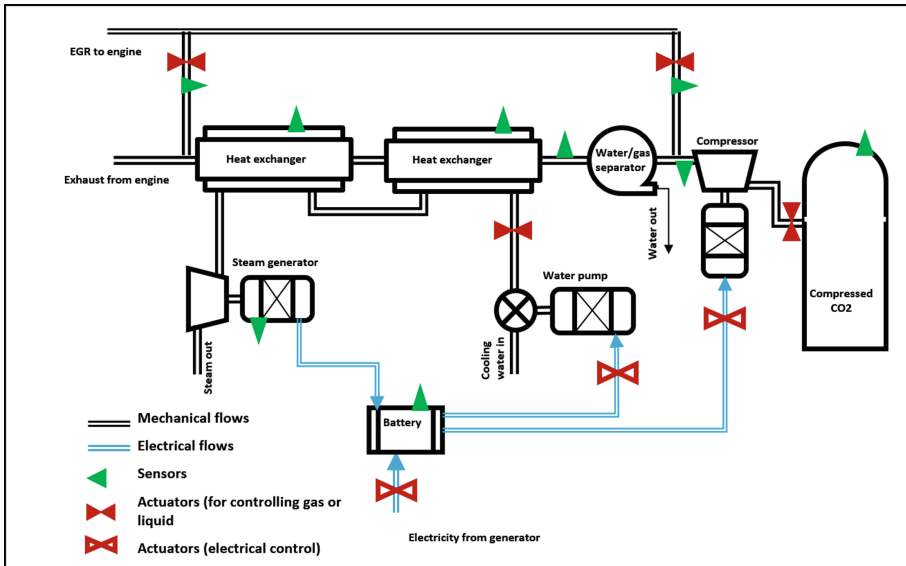 EGR to engine
Compressor
Heat exchanger
Heat exchanger
Water/gas
separator
Exhaust from engine
Water out
Steam generator
Water pump
Compressed
CO2
Steam out
Cooling
water in
Battery
Mechanical flows
Electrical flows
Sensors
Actuators (for controlling gas or
liquid
Actuators (electrical control)
Electricity from generator